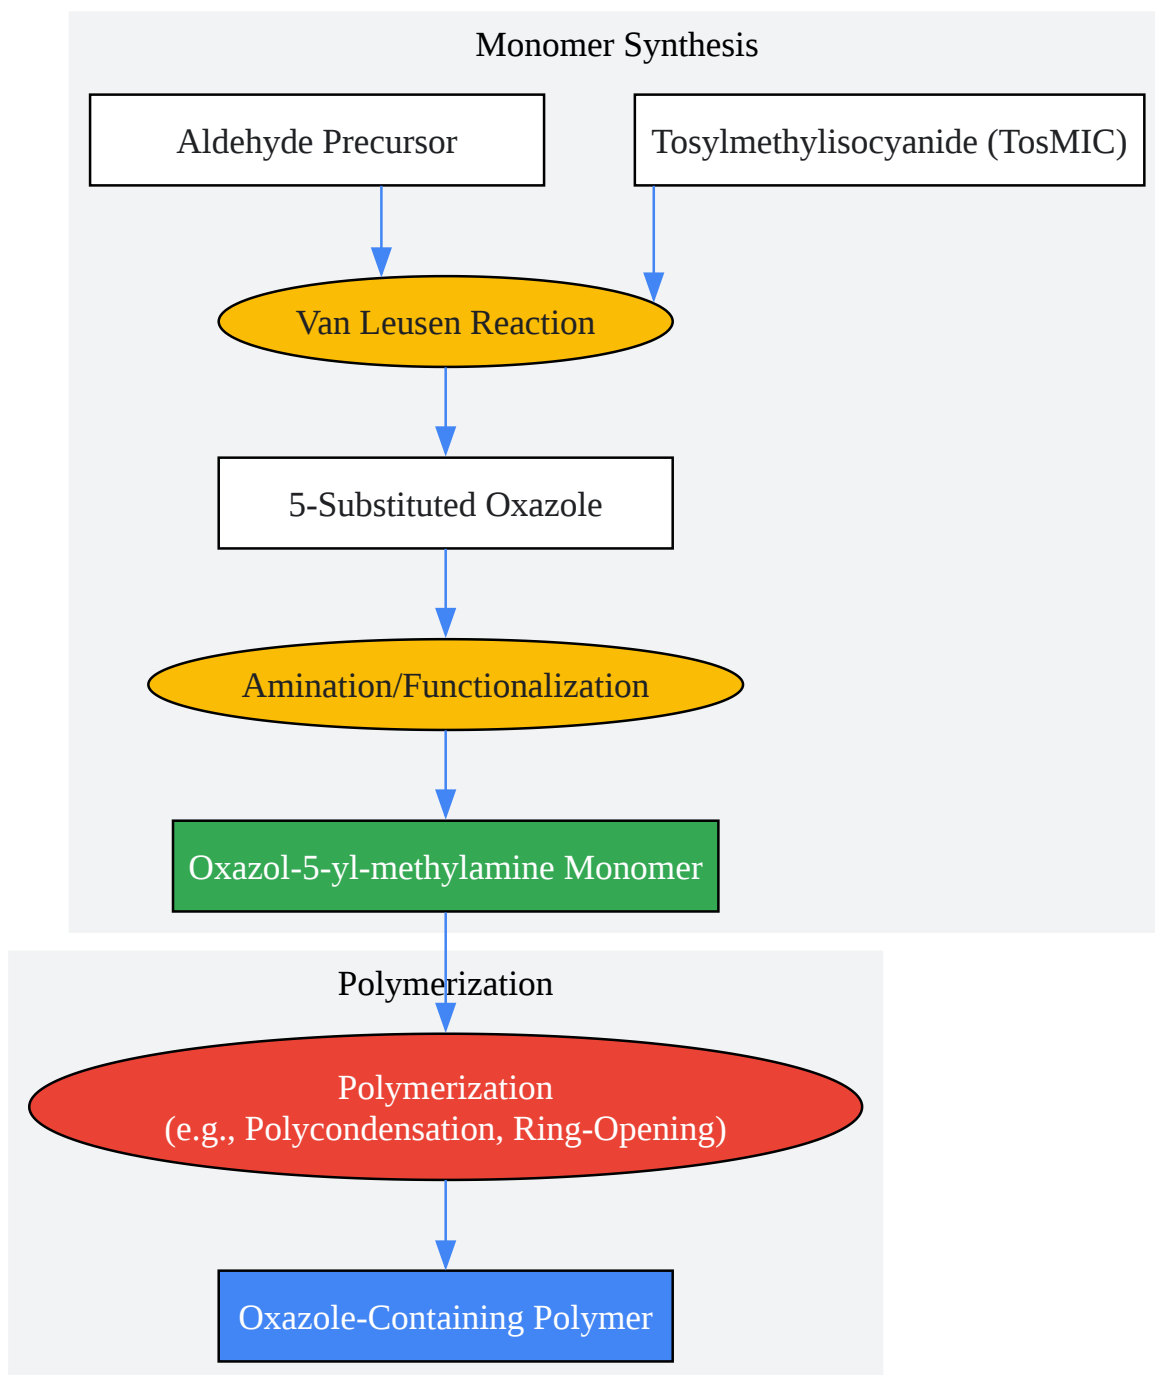 Monomer Synthesis
Aldehyde Precursor
Tosylmethylisocyanide (TosMIC)
Van Leusen Reaction
5-Substituted Oxazole
Amination/Functionalization
Oxazol-5-yl-methylamine Monomer
Polymerization
Polymerization
(e.g., Polycondensation, Ring-Opening)
Oxazole-Containing Polymer